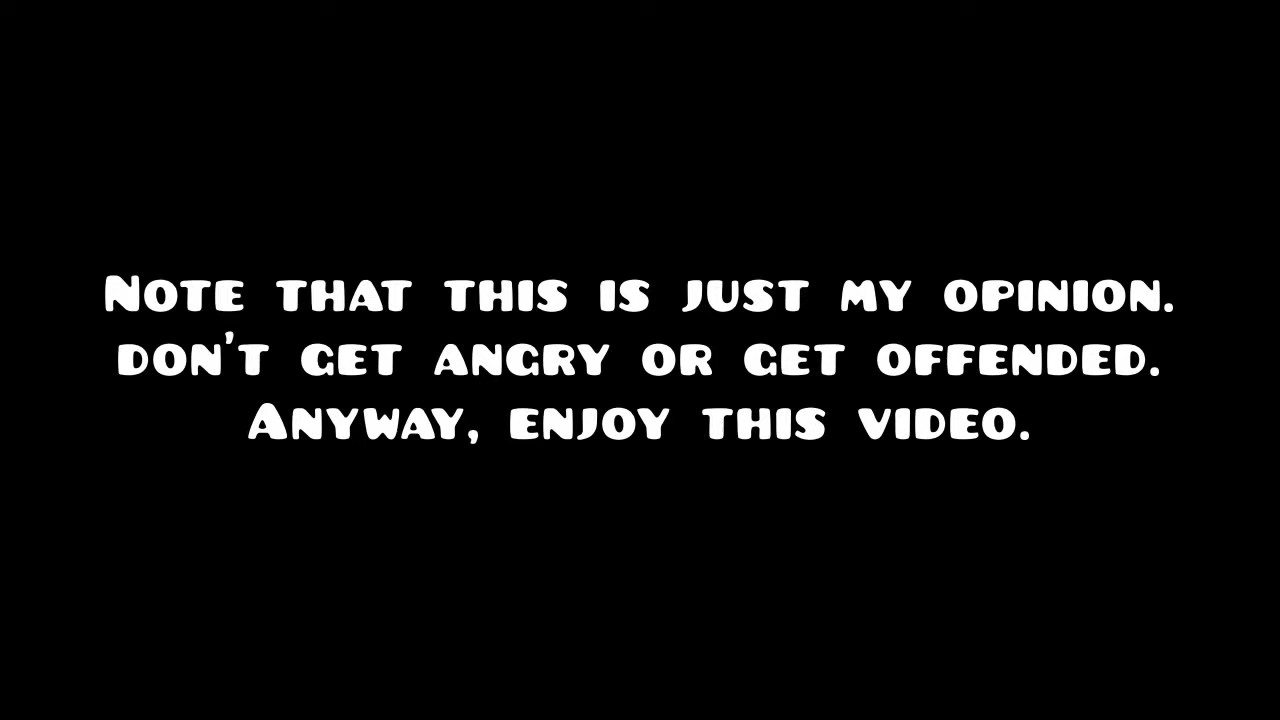 Note that this is just my opinion.
don't get angry or get offended.
Anyway, enjoy this video.